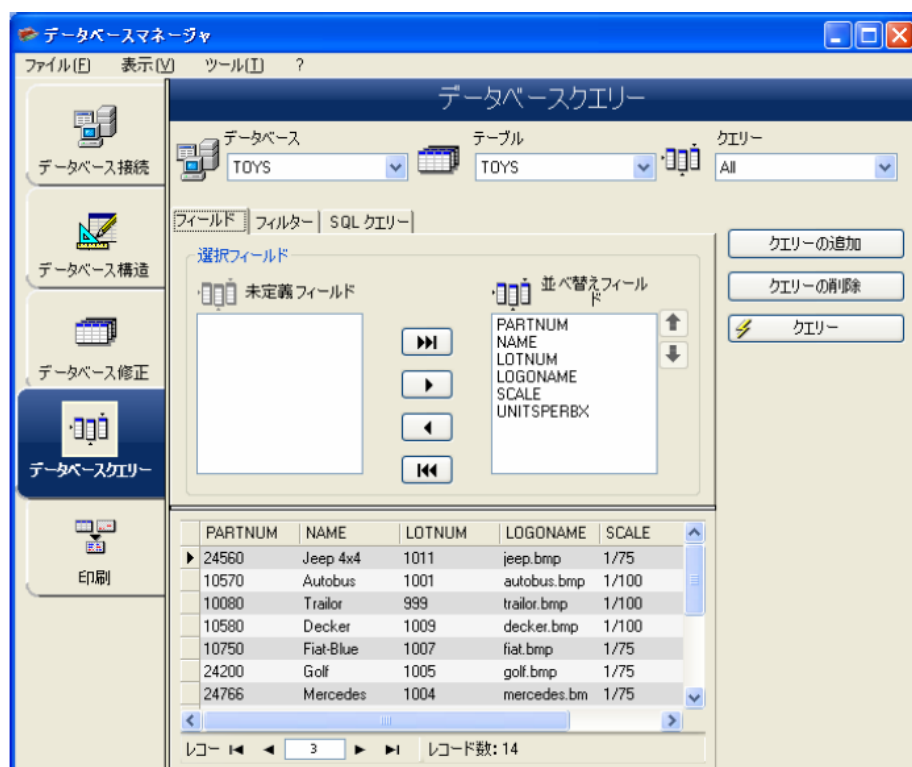 データベースマネージャ
ファイル(F) 表示(V) ツール(T) ?
データベース接続
データベース構造
データベース修正
データベースクエリー
印刷
データベースクエリー
データベース テーブル クエリー
TOYS TOYS All
フィールド フィルター SQL クエリー
選択フィールド
未定義フィールド
並べ替えフィール
ド
PARTNUM
NAME
LOTNUM
LOGONAME
SCALE
UNITSPERBX
クエリーの追加
クエリーの削除
クエリー
PARTNUM NAME LOTNUM LOGONAME SCALE
24560 Jeep 4x4 1011 jeep.bmp 1/75
10570 Autobus 1001 autobus.bmp 1/100
10080 Trailor 999 trailor.bmp 1/100
10580 Decker 1009 decker.bmp 1/100
10750 Fiat-Blue 1007 fiat.bmp 1/75
24200 Golf 1005 golf.bmp 1/75
24766 Mercedes 1004 mercedes.bm 1/75
レコー 3 レコード数: 14